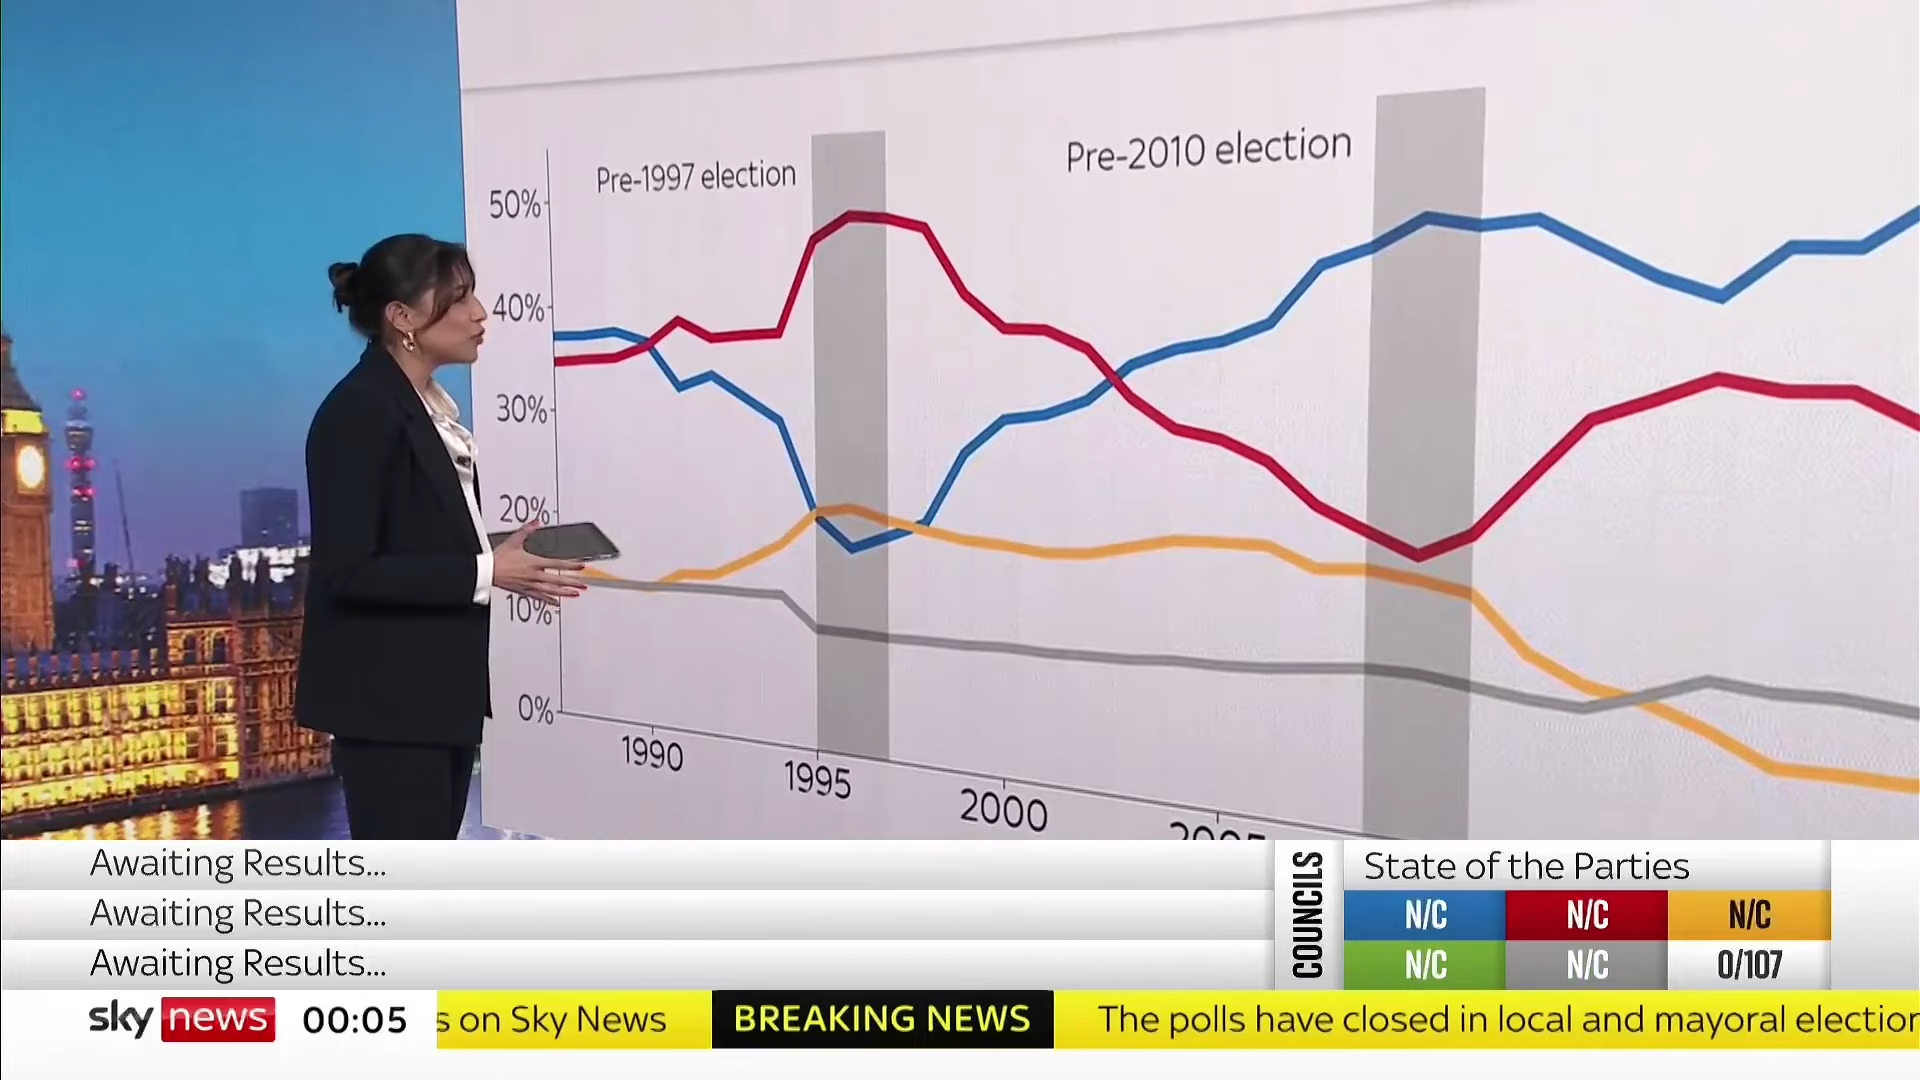 Pre-1997 election
Pre-2010 election
50%
40%
30%
20%
10%
0%
1990
1995
2000
Awaiting Results...
Awaiting Results...
Awaiting Results...
COUNCILS
State of the Parties
N/C N/C N/C
N/C N/C 0/107
sky news 00:05 s on Sky News BREAKING NEWS The polls have closed in local and mayoral election